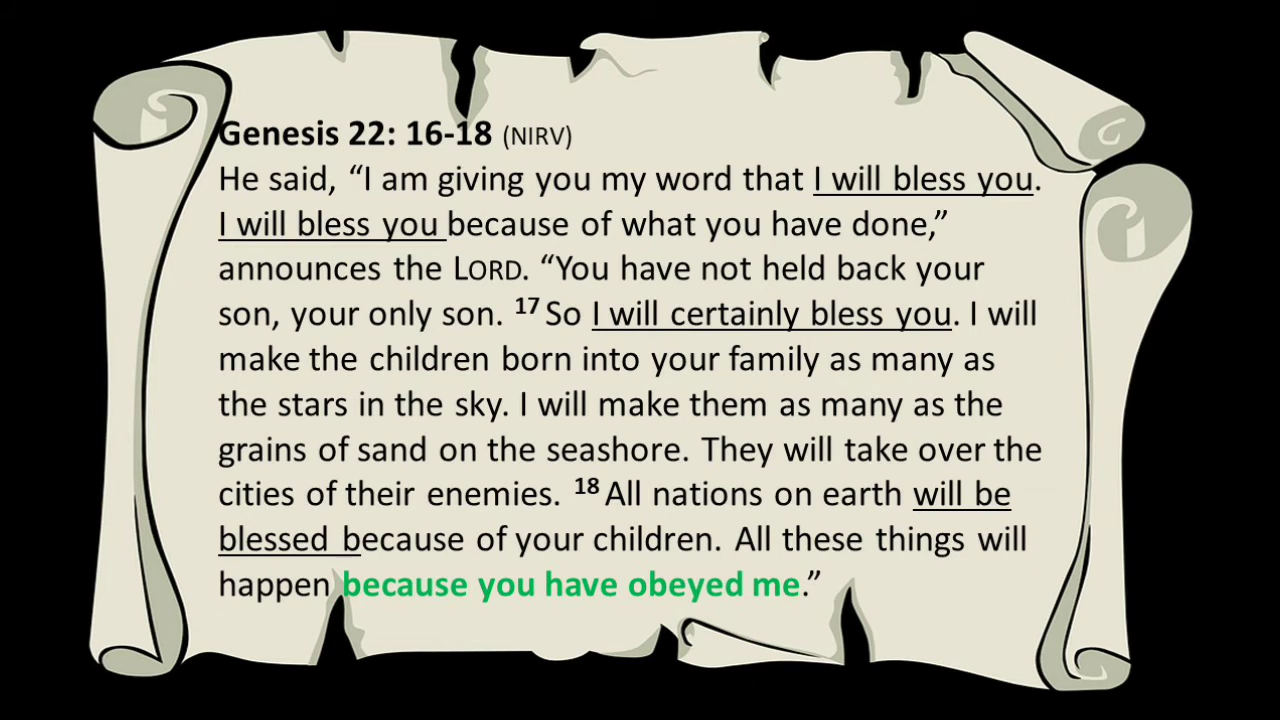 Genesis 22: 16-18 (NIRV)
He said, “I am giving you my word that I will bless you.
I will bless you because of what you have done,”
announces the LORD. “You have not held back your
son, your only son. 17 So I will certainly bless you. I will
make the children born into your family as many as
the stars in the sky. I will make them as many as the
grains of sand on the seashore. They will take over the
cities of their enemies. 18 All nations on earth will be
blessed because of your children. All these things will
happen because you have obeyed me.”